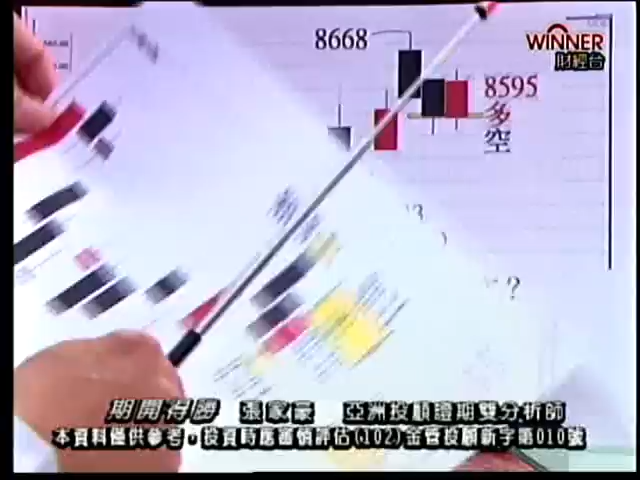 8668
WINNER
財經台
8595
多
空
?
期開得勝 張家豪 亞洲投顧證期雙分析師
本資料僅供參考，投資時應審慎評估(102)金管投顧新字第010號